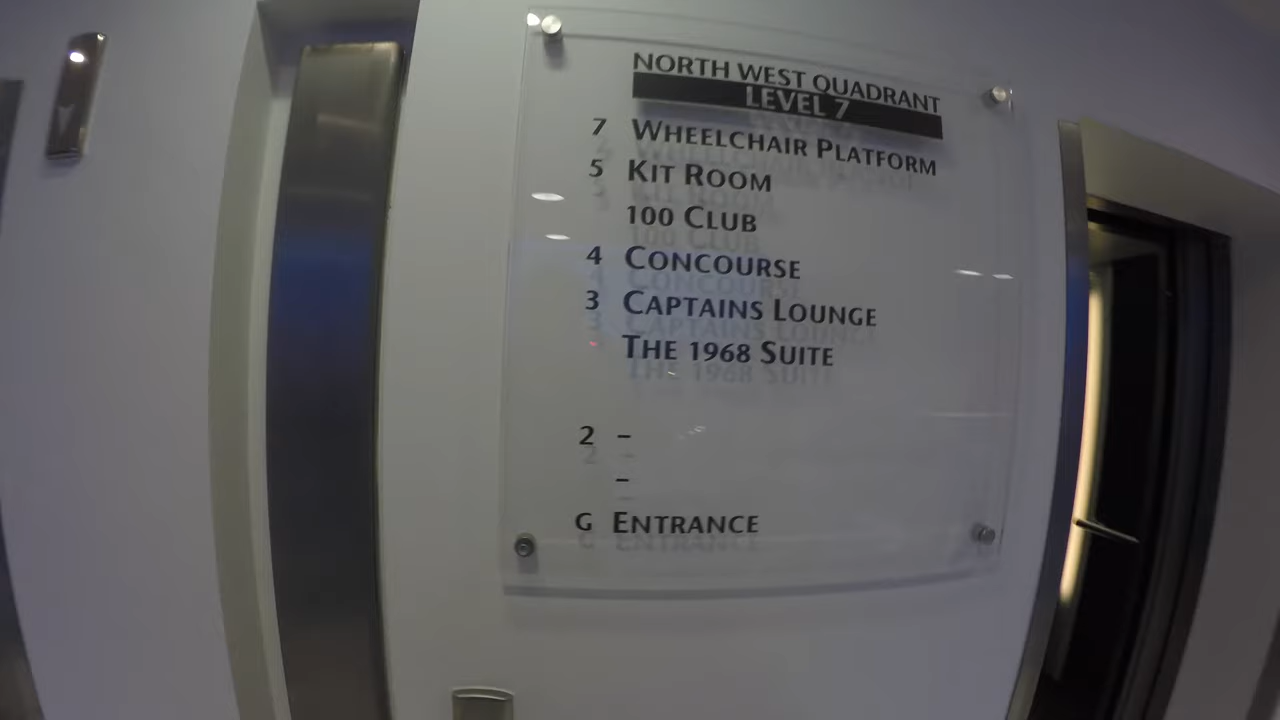 NORTH WEST QUADRANT
LEVEL 7
7 WHEELCHAIR PLATFORM
5 KIT ROOM
100 CLUB
4 CONCOURSE
3 CAPTAINS LOUNGE
THE 1968 SUITE
2 –
–
G ENTRANCE